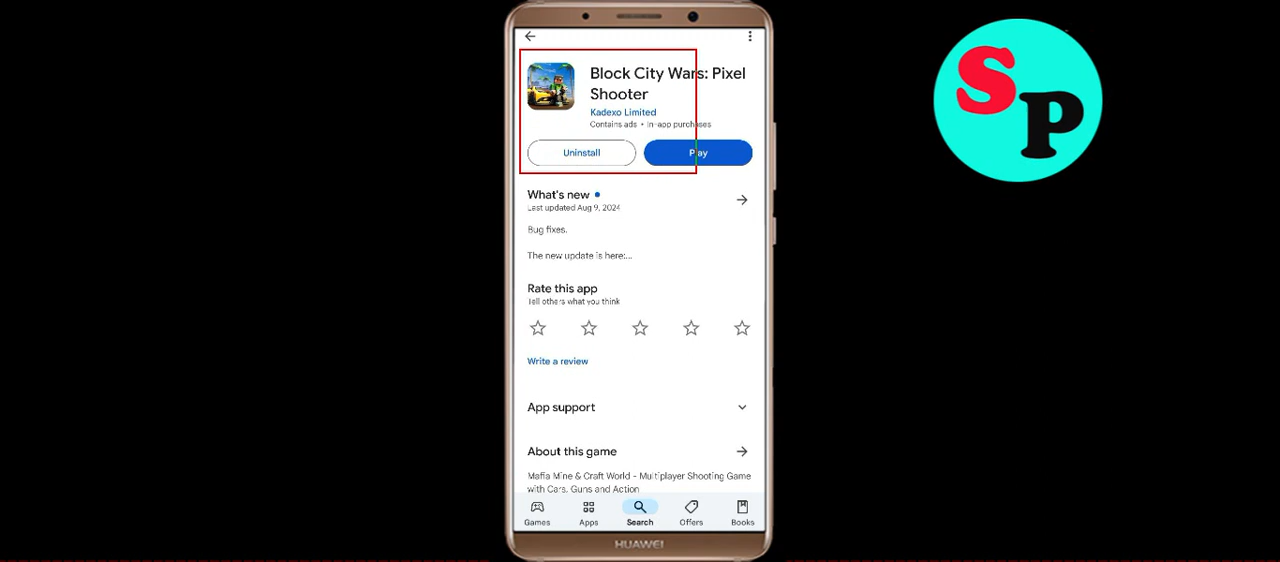 Block City Wars: Pixel
Shooter
Kadexo Limited
Contains ads • In-app purchases
Uninstall
Play
What's new
Last updated Aug 9, 2024
Bug fixes.
The new update is here:...
Rate this app
Tell others what you think
Write a review
App support
About this game
Mafia Mine & Craft World - Multiplayer Shooting Game
with Cars, Guns and Action
Games
Apps
Search
Offers
Books
HUAWEI
SP